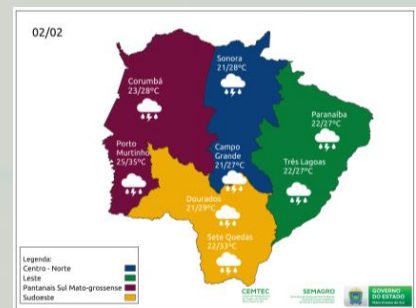 02/02
Sonora
21/28°C
Corumbá
23/28°C
Paranaíba
22/27°C
Porto
Murtinho
25/35°C
Campo
Grande
21/27°C
Três Lagoas
22/27°C
Dourados
21/29°C
Sete Quedas
22/33°C
Legenda:
Centro - Norte
Leste
Pantanais Sul Mato-grossense
Sudoeste
CEMTEC
SEMAGRO
GOVERNO
DO ESTADO